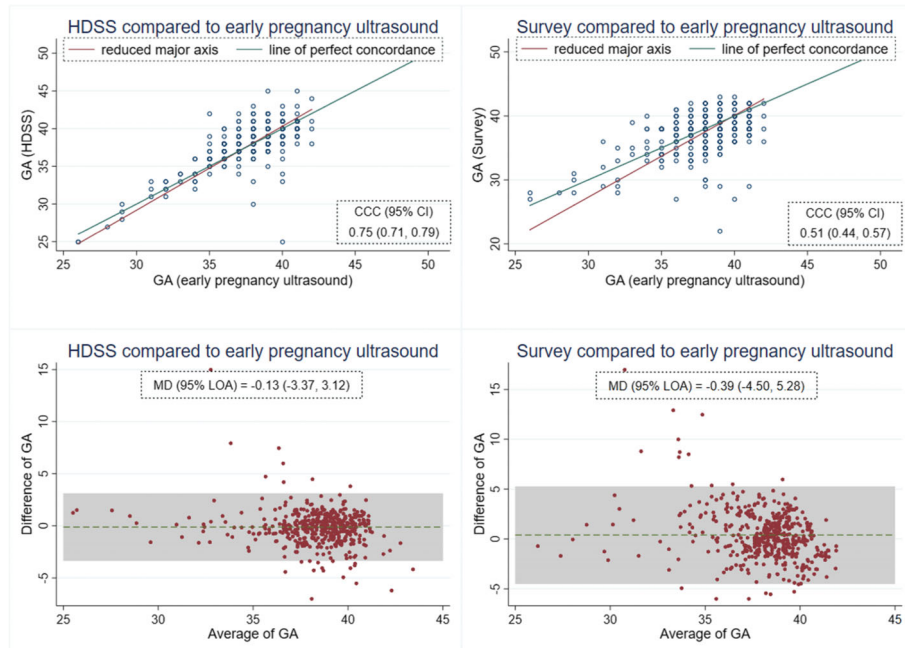 HDSS compared to early pregnancy ultrasound
reduced major axis line of perfect concordance
50
45
40
35
30
25
GA (HDSS)
CCC (95% CI)
0.75 (0.71, 0.79)
25 30 35 40 45 50
GA (early pregnancy ultrasound)
Survey compared to early pregnancy ultrasound
reduced major axis line of perfect concordance
50
40
30
20
GA (Survey)
CCC (95% CI)
0.51 (0.44, 0.57)
25 30 35 40 45 50
GA (early pregnancy ultrasound)
HDSS compared to early pregnancy ultrasound
MD (95% LOA) = -0.13 (-3.37, 3.12)
15
10
5
0
-5
Difference of GA
25 30 35 40 45
Average of GA
Survey compared to early pregnancy ultrasound
MD (95% LOA) = -0.39 (-4.50, 5.28)
15
10
5
0
-5
Difference of GA
25 30 35 40 45
Average of GA